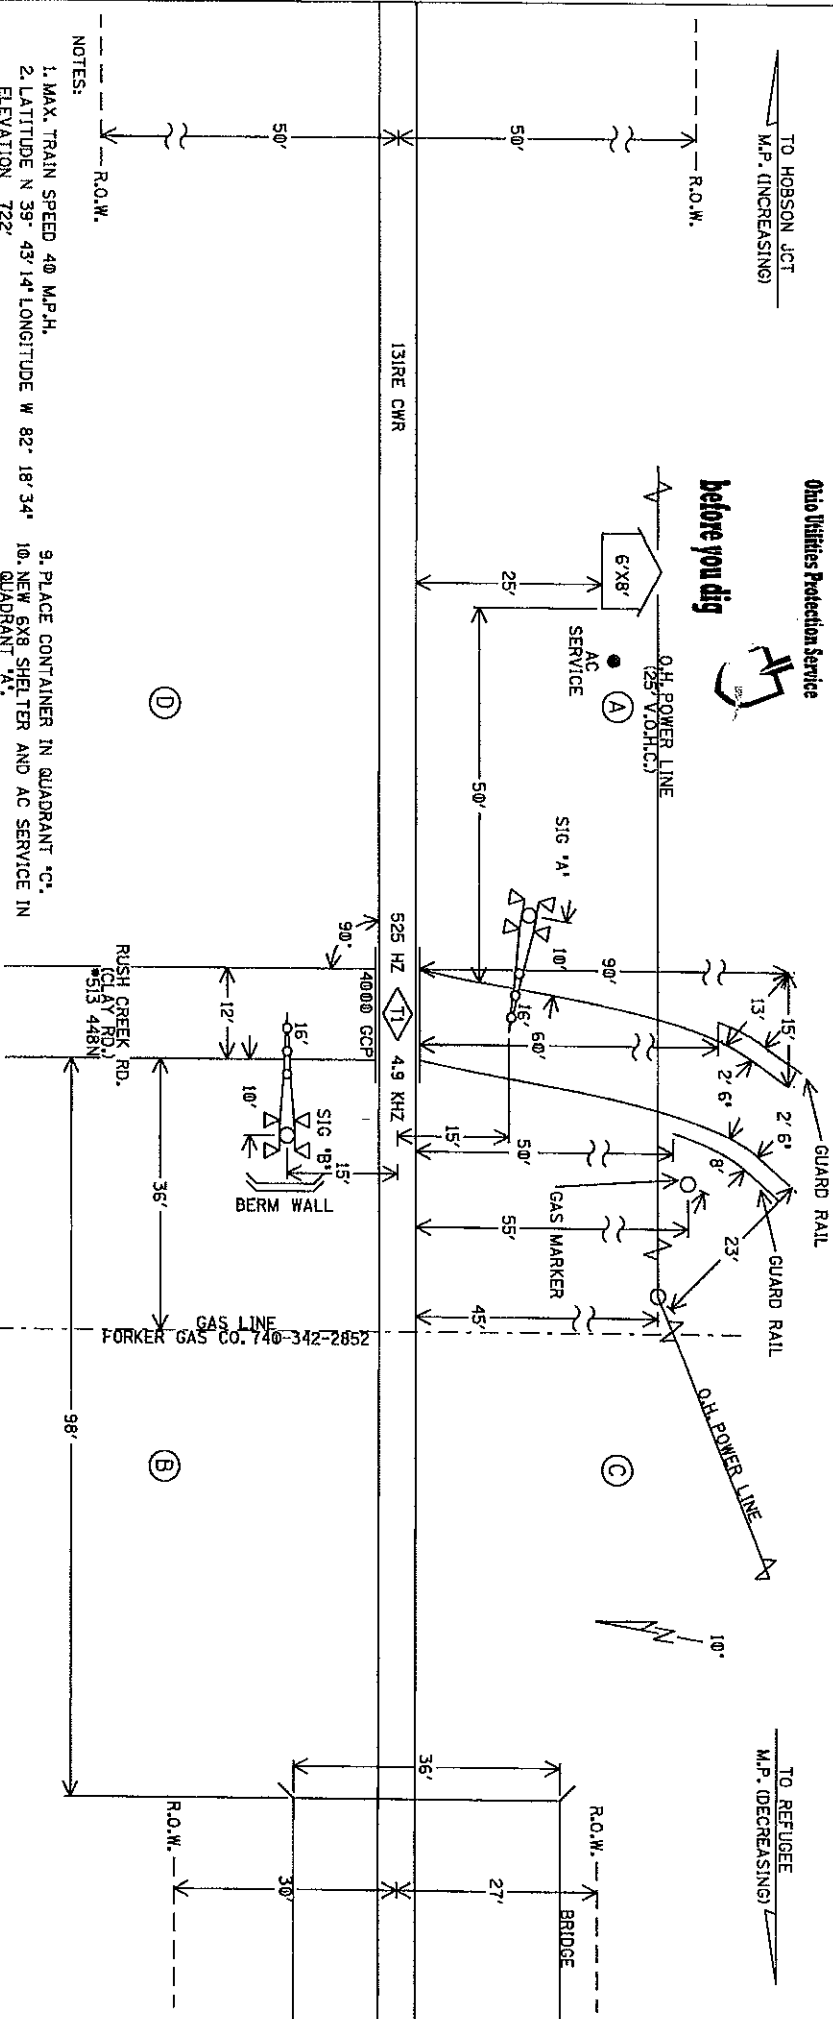 TO HOBSON JCT
M.P. (INCREASING)
Ohio Utilities Protection Service
before you dig
TO REFUGEE
M.P. (DECREASING)
R.O.W.
50'
50'
R.O.W.
131RE CWR
6'X8'
25'
AC
SERVICE
A
O.H. POWER LINE
(25' V.O.H.C.)
50'
SIG "A"
10'
16'
90'
60'
13'
15'
2' 6"
2' 6"
GUARD RAIL
8'
GUARD RAIL
23'
15'
50'
GAS MARKER
55'
45'
O.H. POWER LINE
C
10°
525 HZ
T1
4.9 KHZ
4000 GCP
90°
12'
RUSH CREEK RD.
(CLAY RD.)
#513 448N
16'
10'
SIG "B"
15'
BERM WALL
36'
GAS LINE
FORKER GAS CO. 740-342-2852
98'
D
B
36'
R.O.W.
27'
BRIDGE
30'
R.O.W.
NOTES:
1. MAX. TRAIN SPEED 40 M.P.H.
2. LATITUDE N 39° 43' 14" LONGITUDE W 82° 18' 34"
ELEVATION 722'
9. PLACE CONTAINER IN QUADRANT "C".
10. NEW 6X8 SHELTER AND AC SERVICE IN
QUADRANT "A".